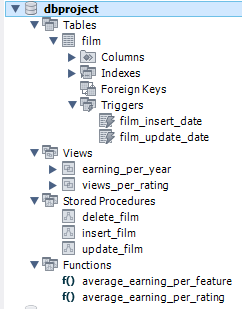 dbproject
Tables
film
Columns
Indexes
Foreign Keys
Triggers
film_insert_date
film_update_date
Views
earning_per_year
views_per_rating
Stored Procedures
delete_film
insert_film
update_film
Functions
f() average_earning_per_feature
f() average_earning_per_rating